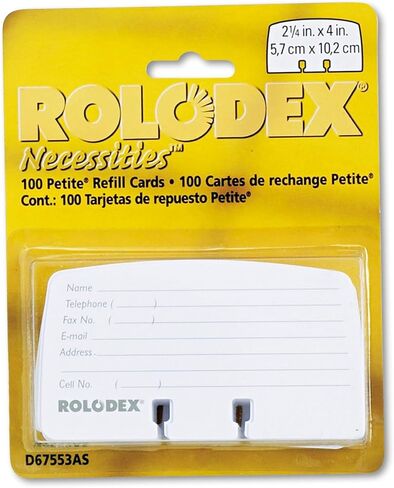 2¼ in. x 4 in.
5,7 cm x 10,2 cm
ROLODEX®
Necessities™
100 Petite® Refill Cards • 100 Cartes de rechange Petite®
Cont.: 100 Tarjetas de repuesto Petite®
Name
Telephone ( )
Fax No. ( )
E-mail
Address
Cell No. ( )
ROLODEX®
D67553AS